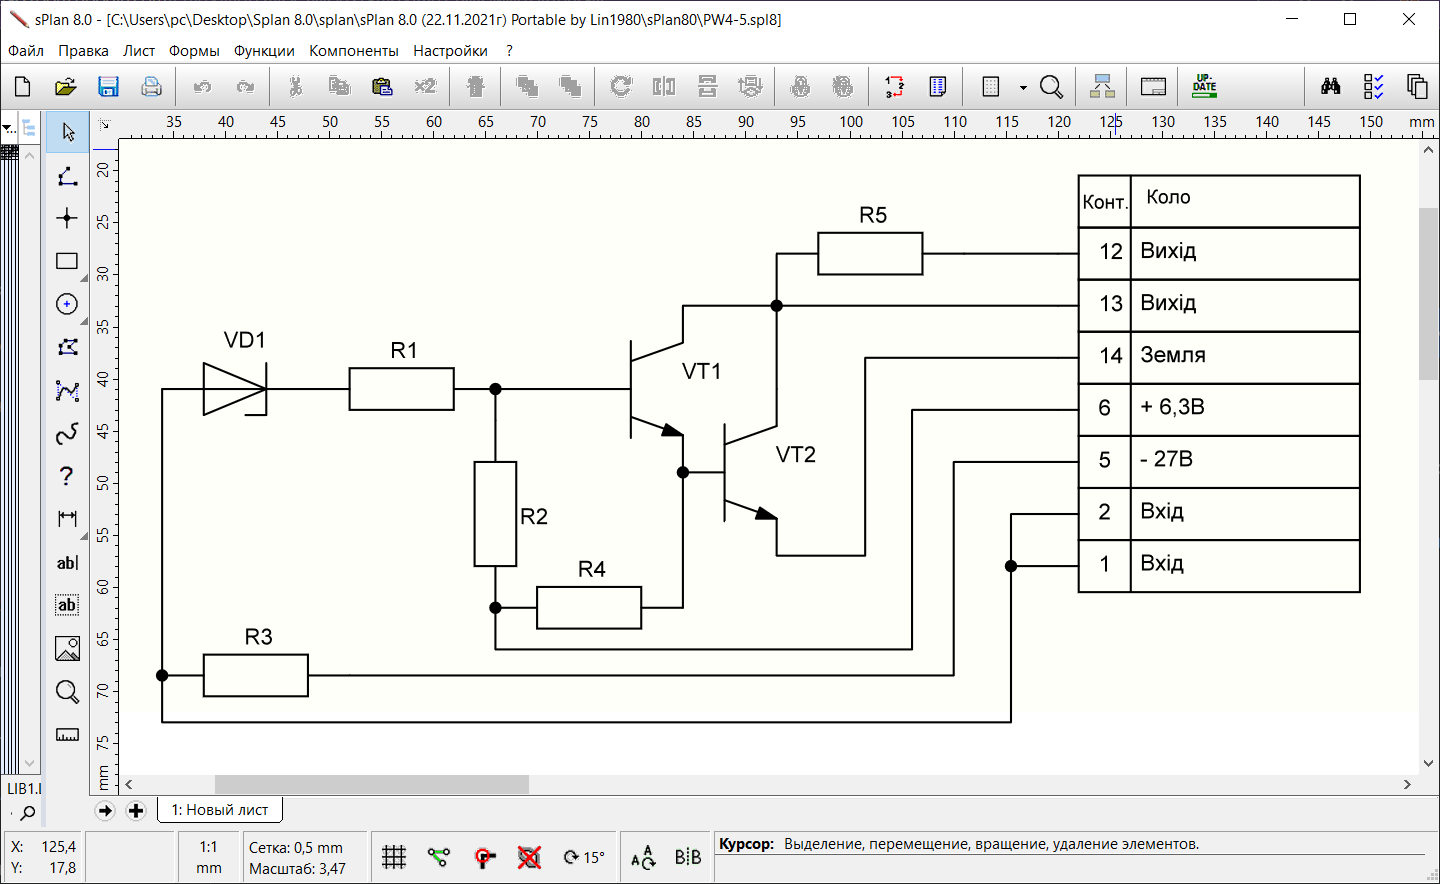 sPlan 8.0 - [C:\Users\pc\Desktop\Splan 8.0\splan\sPlan 8.0 (22.11.2021г) Portable by Lin1980\sPlan80\PW4-5.spl8]
Файл Правка Лист Формы Функции Компоненты Настройки ?
×2 1 2 3 UP-DATE
35 40 45 50 55 60 65 70 75 80 85 90 95 100 105 110 115 120 125 130 135 140 145 150 mm
20
25
30
35
40
45
50
55
60
65
70
75
mm
?
ab|
ab
Конт. Коло
R5
12 Вихід
13 Вихід
VD1
R1
VT1
14 Земля
6 + 6,3В
VT2
5 - 27В
R2
2 Вхід
R4
1 Вхід
R3
LIB1.I
1: Новый лист
X: 125,4
Y: 17,8
1:1
mm
Сетка: 0,5 mm
Масштаб: 3,47
15°
A A
B|B
Курсор: Выделение, перемещение, вращение, удаление элементов.